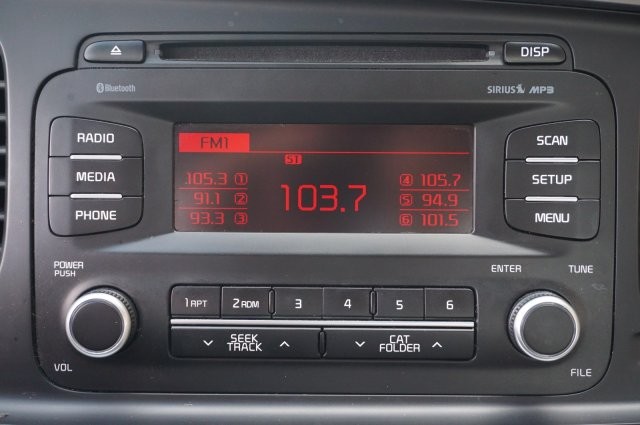 DISP
Bluetooth
SIRIUS MP3
RADIO
MEDIA
PHONE
FM1
ST
105.3 1
91.1 2
93.3 3
103.7
4 105.7
5 94.9
6 101.5
SCAN
SETUP
MENU
POWER
PUSH
VOL
1 RPT
2 RDM
3
4
5
6
SEEK
TRACK
CAT
FOLDER
ENTER
TUNE
FILE